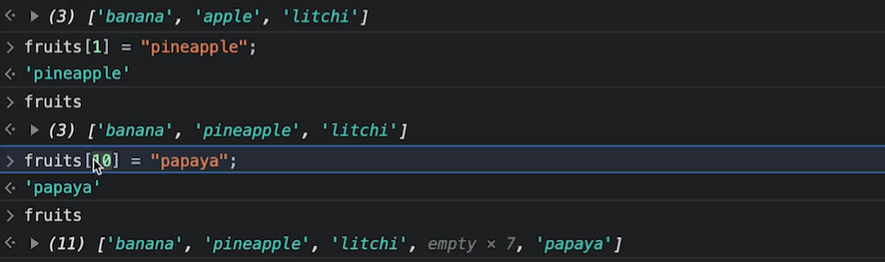 (3) ['banana', 'apple', 'litchi']
fruits[1] = "pineapple";
'pineapple'
fruits
(3) ['banana', 'pineapple', 'litchi']
fruits[10] = "papaya";
'papaya'
fruits
(11) ['banana', 'pineapple', 'litchi', empty × 7, 'papaya']